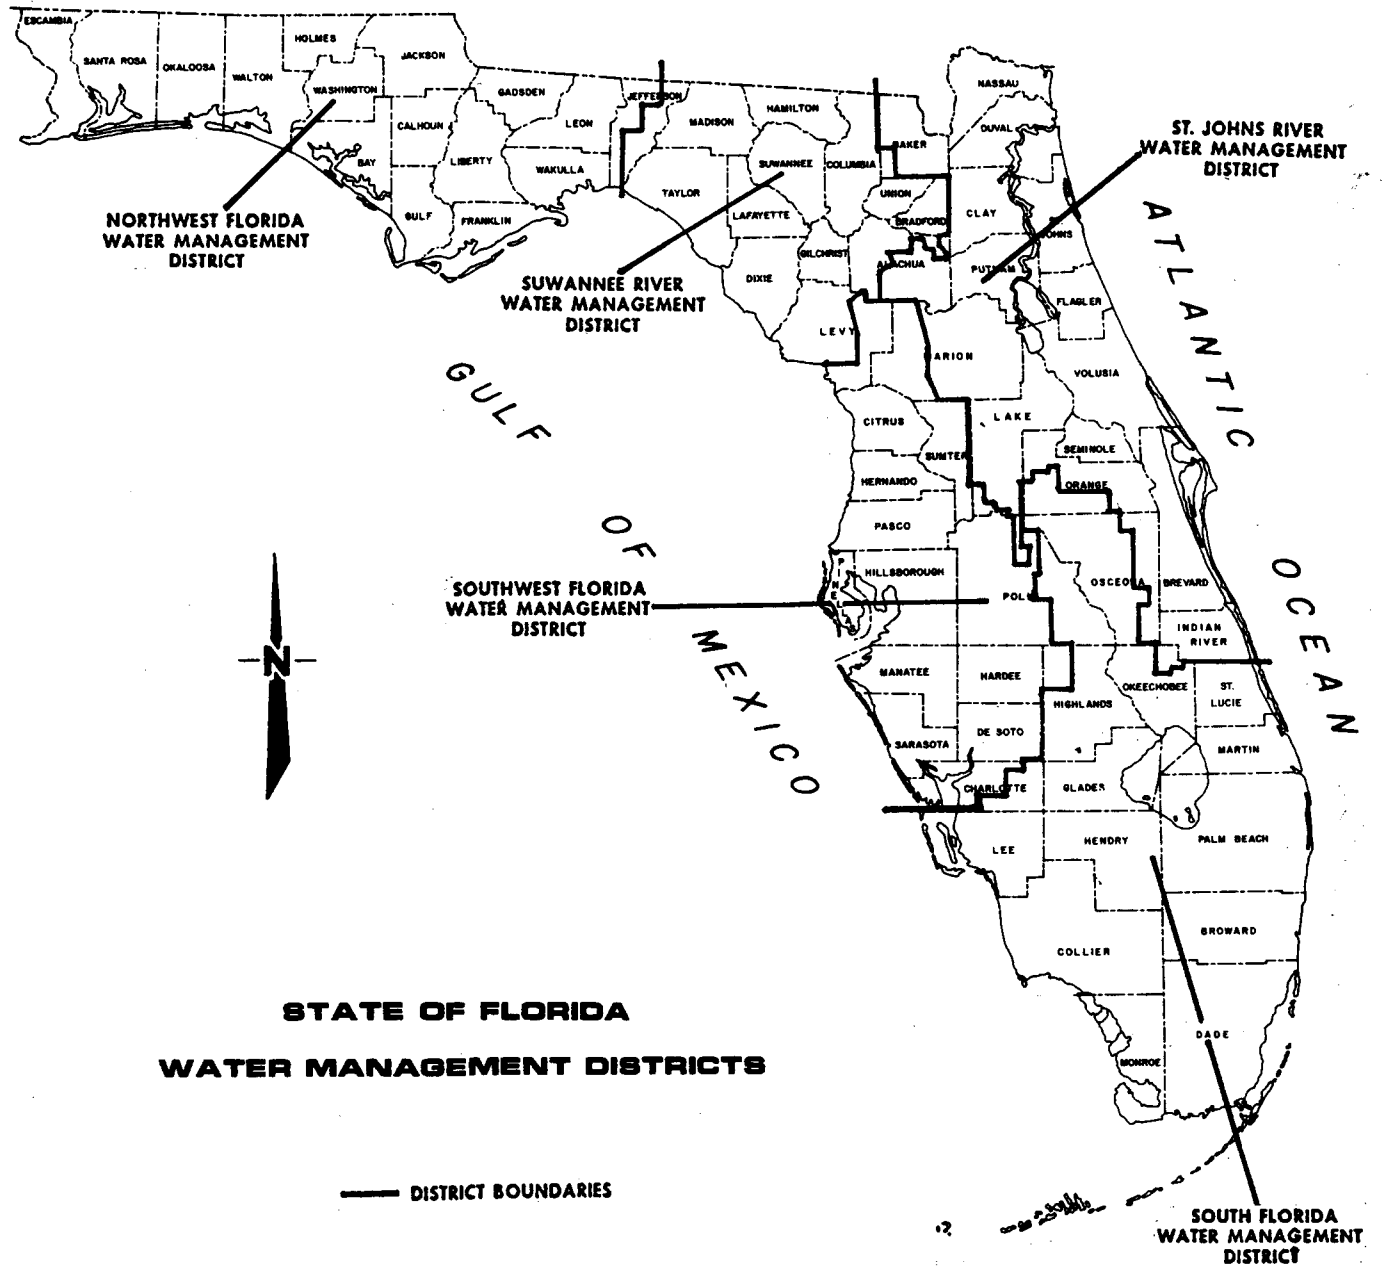 ESCAMBIA
SANTA ROSA
OKALOOSA
WALTON
HOLMES
WASHINGTON
JACKSON
BAY
CALHOUN
GULF
LIBERTY
GADSDEN
FRANKLIN
LEON
WAKULLA
JEFFERSON
MADISON
TAYLOR
HAMILTON
SUWANNEE
LAFAYETTE
DIXIE
COLUMBIA
GILCHRIST
LEVY
BAKER
UNION
BRADFORD
ALACHUA
NASSAU
DUVAL
CLAY
PUTNAM
JOHNS
FLAGLER
ARION
VOLUSIA
CITRUS
SUMTER
LAKE
SEMINOLE
ORANGE
HERNANDO
PASCO
HILLSBOROUGH
POLK
OSCEOLA
BREVARD
INDIAN
RIVER
MANATEE
HARDEE
HIGHLANDS
OKEECHOBEE
ST.
LUCIE
SARASOTA
DE SOTO
MARTIN
CHARLOTTE
GLADES
LEE
HENDRY
PALM BEACH
COLLIER
BROWARD
MONROE
DADE
NORTHWEST FLORIDA
WATER MANAGEMENT
DISTRICT
SUWANNEE RIVER
WATER MANAGEMENT
DISTRICT
ST. JOHNS RIVER
WATER MANAGEMENT
DISTRICT
SOUTHWEST FLORIDA
WATER MANAGEMENT
DISTRICT
SOUTH FLORIDA
WATER MANAGEMENT
DISTRICT
GULF
OF
MEXICO
ATLANTIC
OCEAN
N
STATE OF FLORIDA
WATER MANAGEMENT DISTRICTS
DISTRICT BOUNDARIES